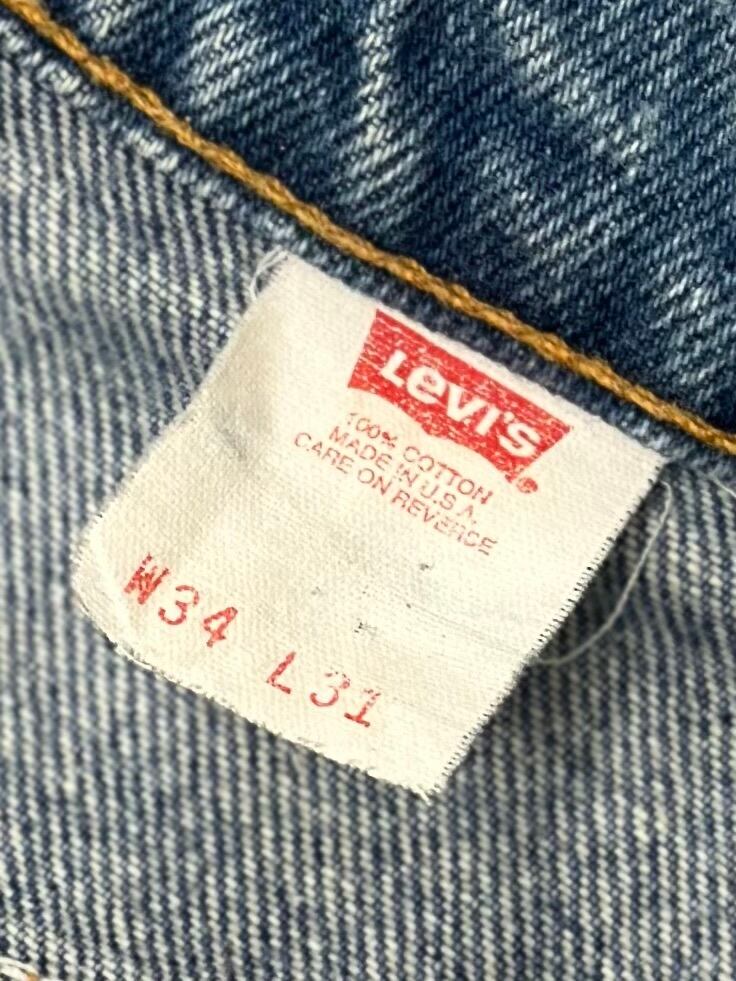 Levi's
100% COTTON
MADE IN U.S.A.
CARE ON REVERSE
W34 L31